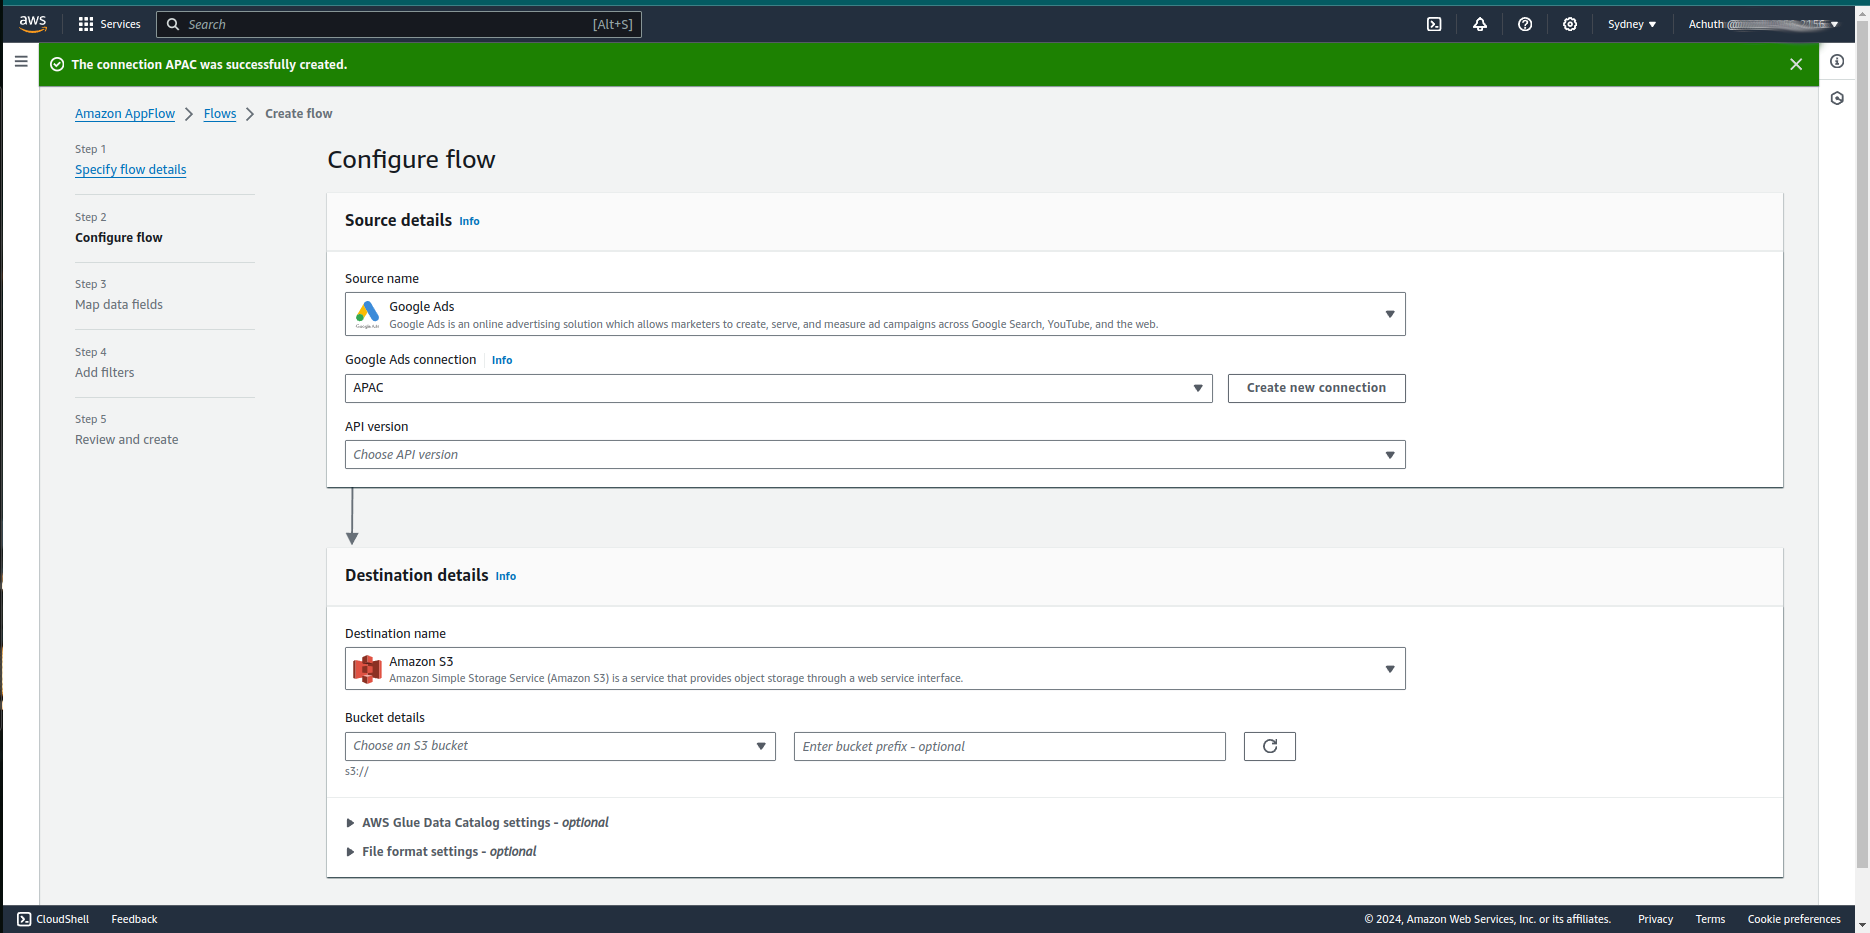 aws Services Search [Alt+S] Sydney Achuth @ 1156
The connection APAC was successfully created.
Amazon AppFlow Flows Create flow
Step 1
Specify flow details
Step 2
Configure flow
Step 3
Map data fields
Step 4
Add filters
Step 5
Review and create
Configure flow
Source details Info
Source name
Google Ads
Google Ads is an online advertising solution which allows marketers to create, serve, and measure ad campaigns across Google Search, YouTube, and the web.
Google Ads
Google Ads connection Info
APAC Create new connection
API version
Choose API version
Destination details Info
Destination name
Amazon S3
Amazon Simple Storage Service (Amazon S3) is a service that provides object storage through a web service interface.
Bucket details
Choose an S3 bucket Enter bucket prefix - optional
s3://
AWS Glue Data Catalog settings - optional
File format settings - optional
CloudShell Feedback © 2024, Amazon Web Services, Inc. or its affiliates. Privacy Terms Cookie preferences